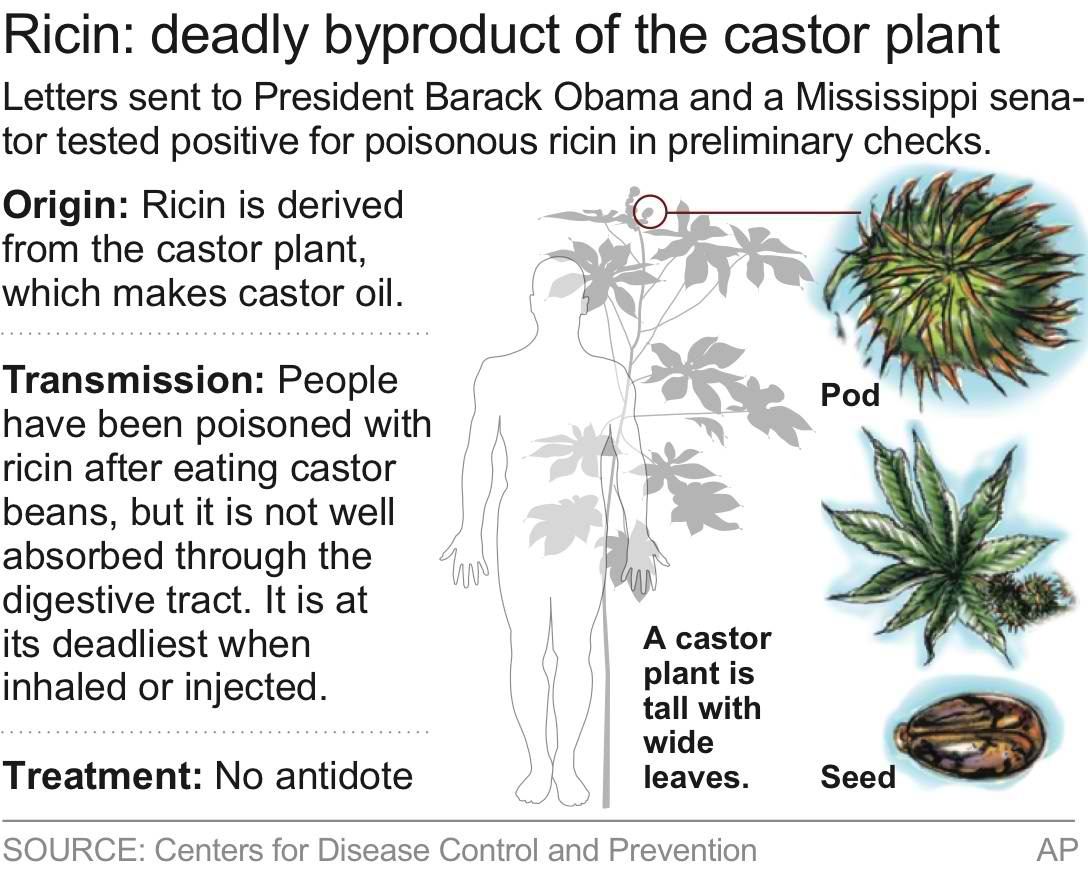 Ricin: deadly byproduct of the castor plant
Letters sent to President Barack Obama and a Mississippi sena-
tor tested positive for poisonous ricin in preliminary checks.
Origin: Ricin is derived
from the castor plant,
which makes castor oil.
Transmission: People
have been poisoned with
ricin after eating castor
beans, but it is not well
absorbed through the
digestive tract. It is at
its deadliest when
inhaled or injected.
Treatment: No antidote
A castor
plant is
tall with
wide
leaves.
Pod
Seed
SOURCE: Centers for Disease Control and Prevention
AP